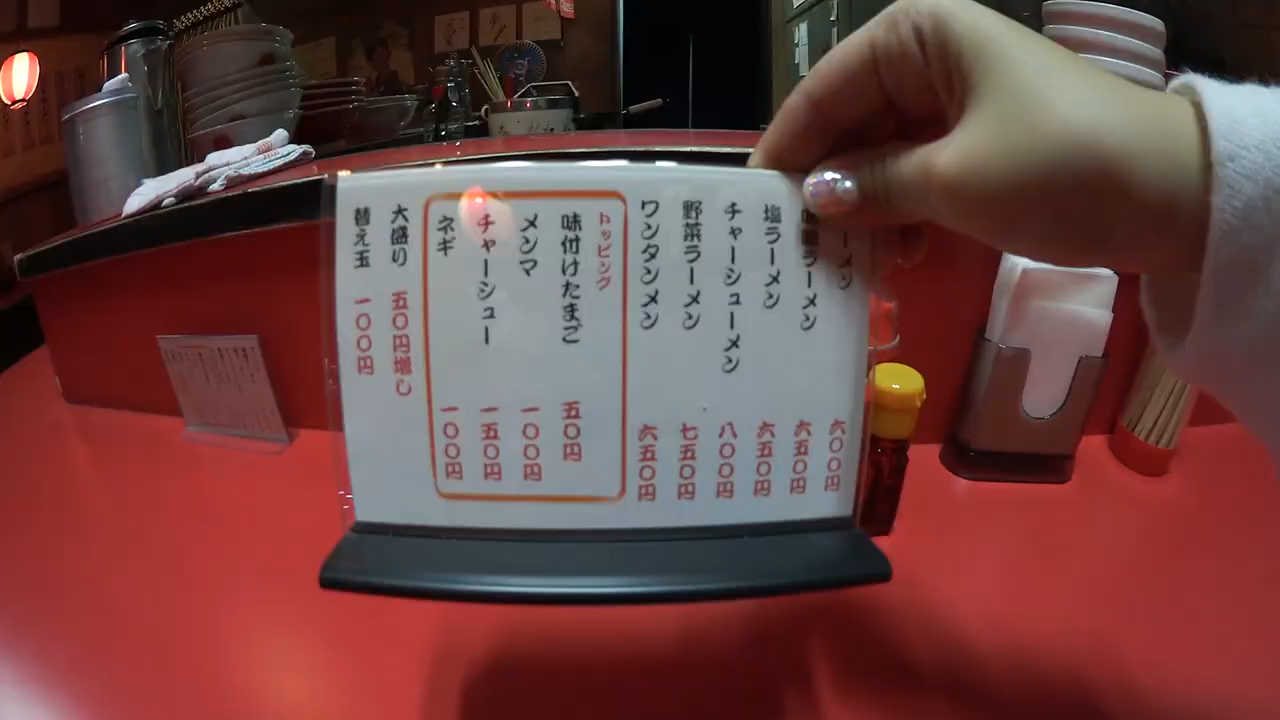 ーメン 六〇〇円
味噌ラーメン 六五〇円
塩ラーメン 六五〇円
チャーシューメン 八〇〇円
野菜ラーメン 七五〇円
ワンタンメン 六五〇円
トッピング
味付けたまご 五〇円
メンマ 一〇〇円
チャーシュー 一五〇円
ネギ 一〇〇円
大盛り 五〇円増し
替え玉 一〇〇円